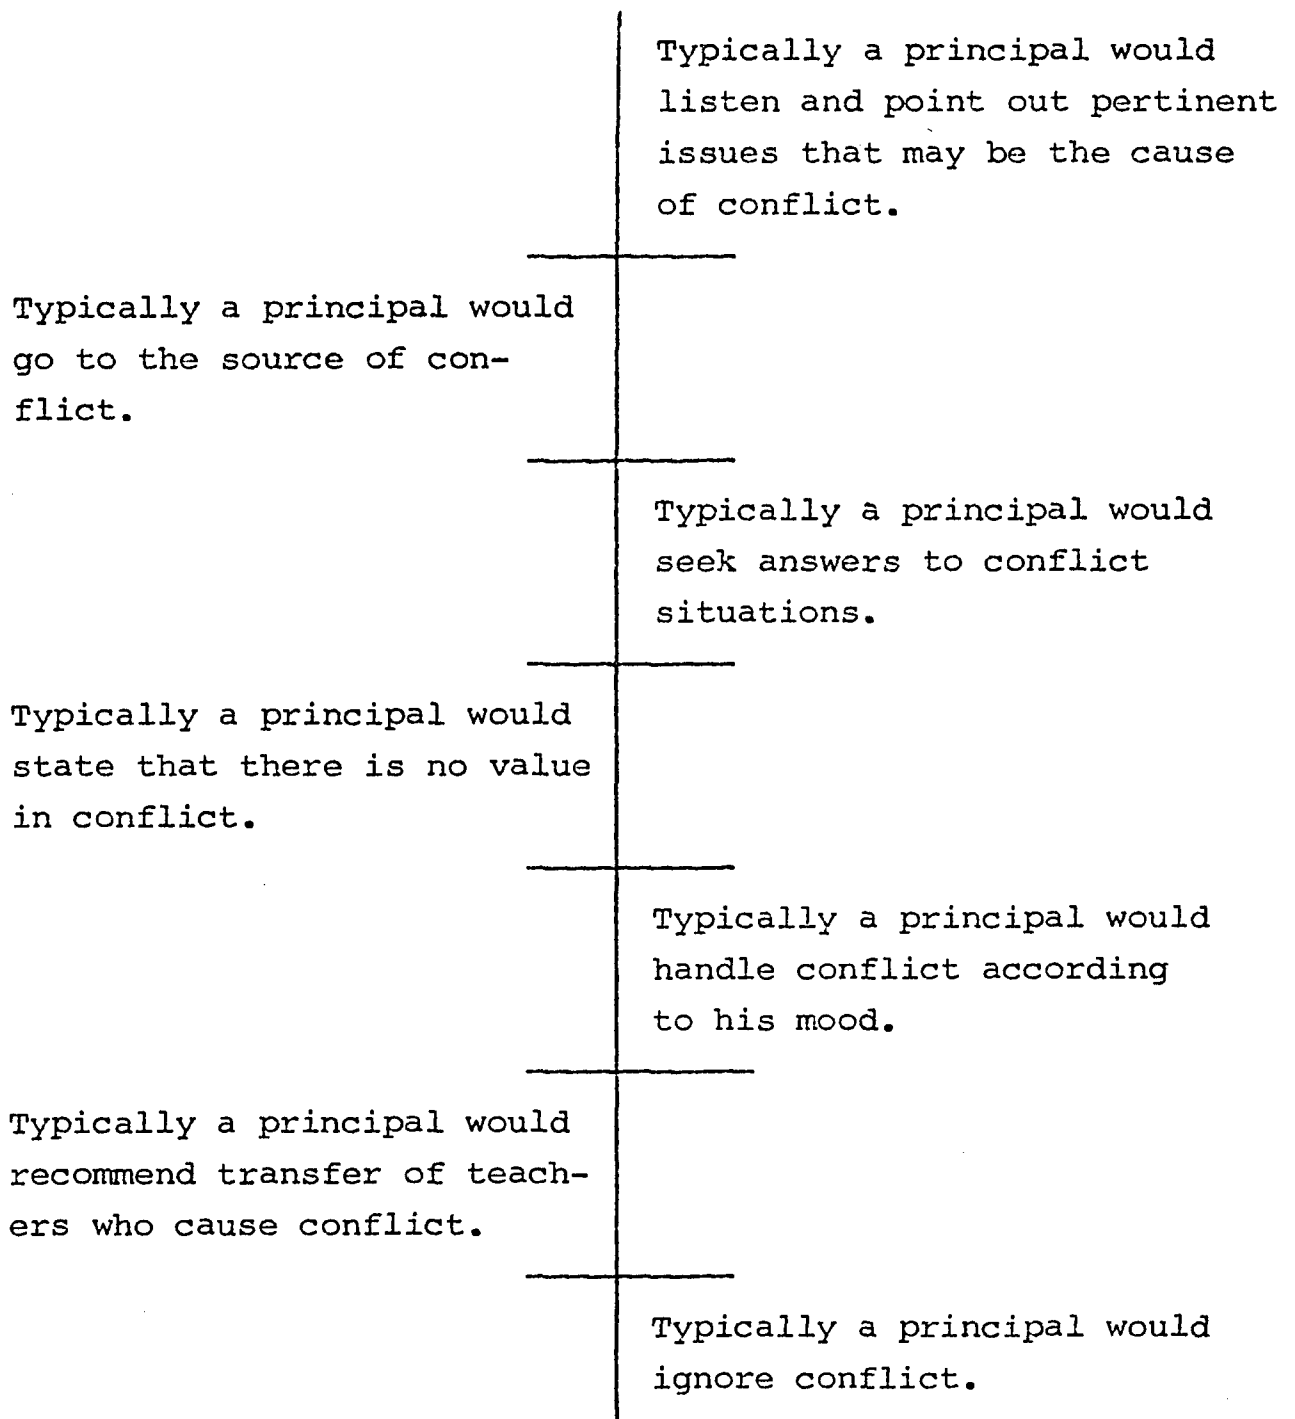 Typically a principal would
listen and point out pertinent
issues that may be the cause
of conflict.
Typically a principal would
go to the source of con-
flict.
Typically a principal would
seek answers to conflict
situations.
Typically a principal would
state that there is no value
in conflict.
Typically a principal would
handle conflict according
to his mood.
Typically a principal would
recommend transfer of teach-
ers who cause conflict.
Typically a principal would
ignore conflict.